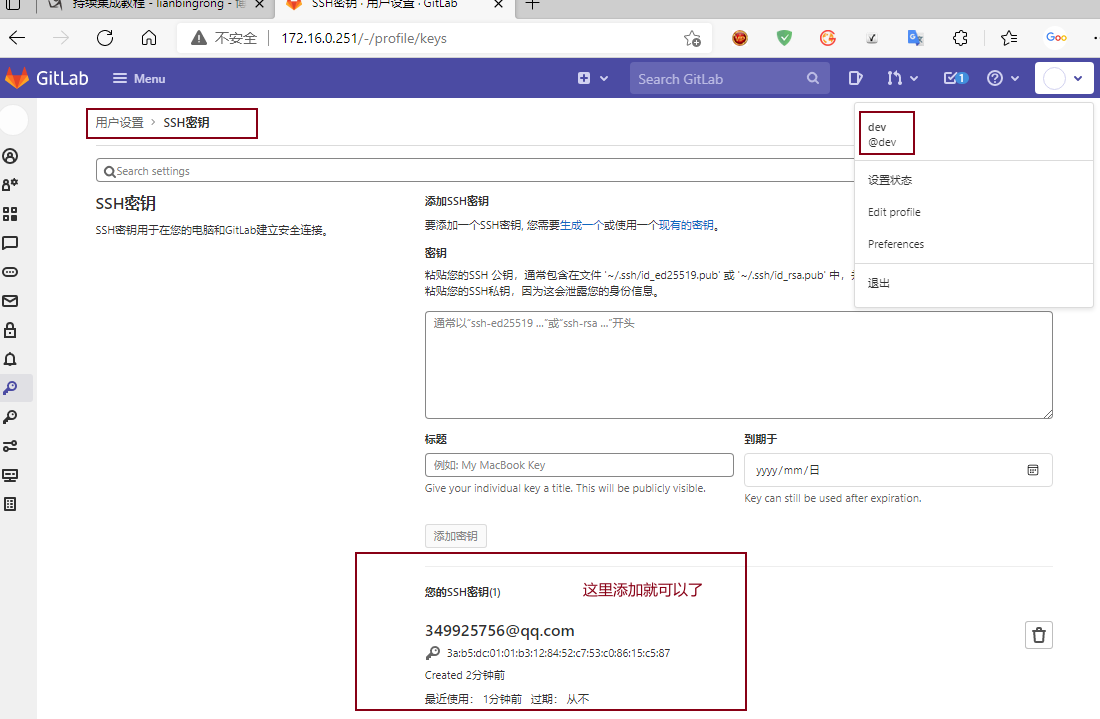 持续集成教程 - lianbingrong - 博
SSH密钥 · 用户设置 · GitLab
不安全 172.16.0.251/-/profile/keys
GitLab Menu Search GitLab 1
用户设置 › SSH密钥
dev
@dev
Search settings
设置状态
Edit profile
Preferences
退出
SSH密钥
SSH密钥用于在您的电脑和GitLab建立安全连接。
添加SSH密钥
要添加一个SSH密钥, 您需要生成一个或使用一个现有的密钥。
密钥
粘贴您的SSH 公钥，通常包含在文件 '~/.ssh/id_ed25519.pub' 或 '~/.ssh/id_rsa.pub' 中，
粘贴您的SSH私钥，因为这会泄露您的身份信息。
通常以“ssh-ed25519 ...”或“ssh-rsa ...”开头
标题
到期于
例如: My MacBook Key
yyyy/mm/日
Give your individual key a title. This will be publicly visible.
Key can still be used after expiration.
添加密钥
您的SSH密钥(1)
这里添加就可以了
349925756@qq.com
3a:b5:dc:01:01:b3:12:84:52:c7:53:c0:86:15:c5:87
Created 2分钟前
最近使用： 1分钟前 过期： 从不